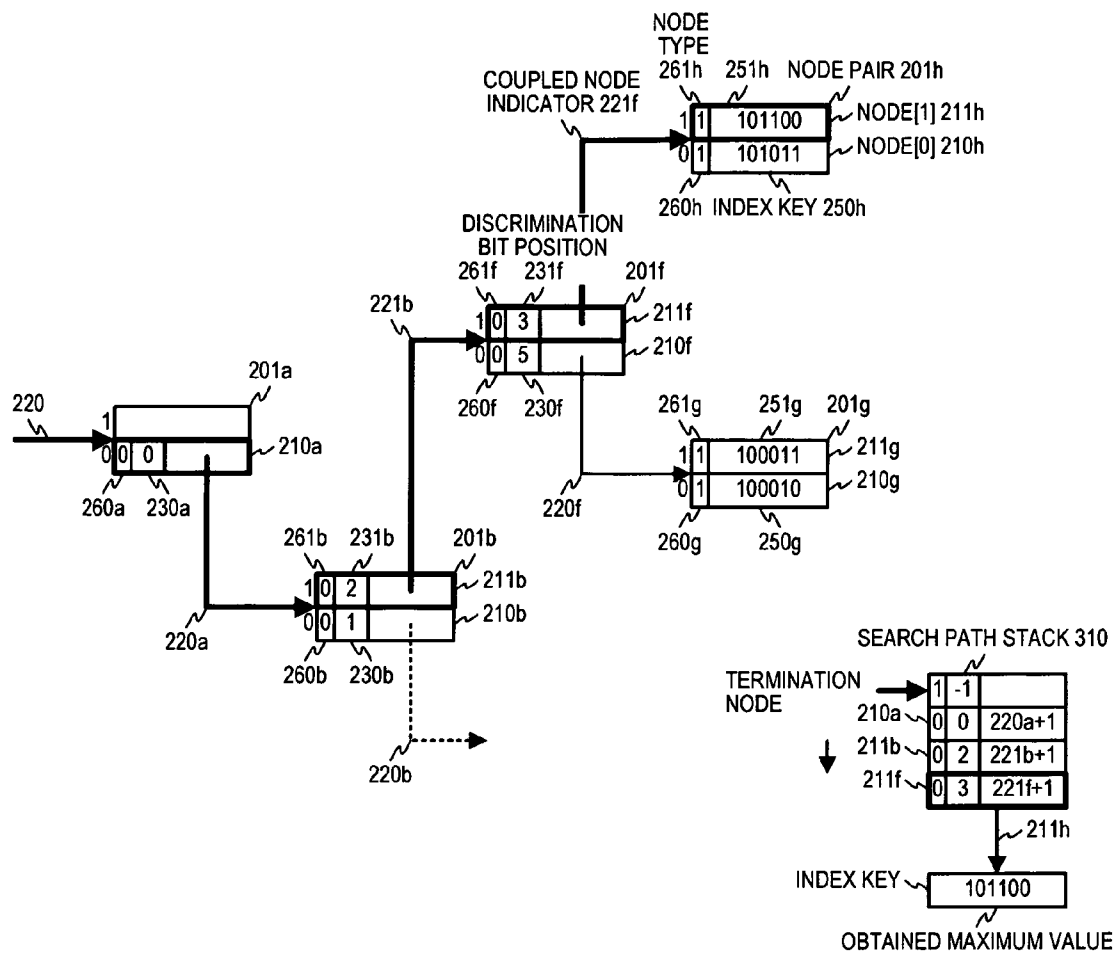 NODE
TYPE
261h 251h NODE PAIR 201h
COUPLED NODE
INDICATOR 221f
1 1 101100 NODE[1] 211h
0 1 101011 NODE[0] 210h
260h INDEX KEY 250h
DISCRIMINATION
BIT POSITION
261f 231f 201f
221b
1 0 3 211f
0 0 5 210f
260f 230f
201a
220
1
0 0 0 210a
260a 230a
261g 251g 201g
1 1 100011 211g
0 1 100010 210g
220f
260g 250g
261b 231b 201b
1 0 2 211b
0 0 1 210b
220a
260b 230b
220b
SEARCH PATH STACK 310
TERMINATION
NODE
1 -1
210a 0 0 220a+1
211b 0 2 221b+1
211f 0 3 221f+1
211h
INDEX KEY 101100
OBTAINED MAXIMUM VALUE